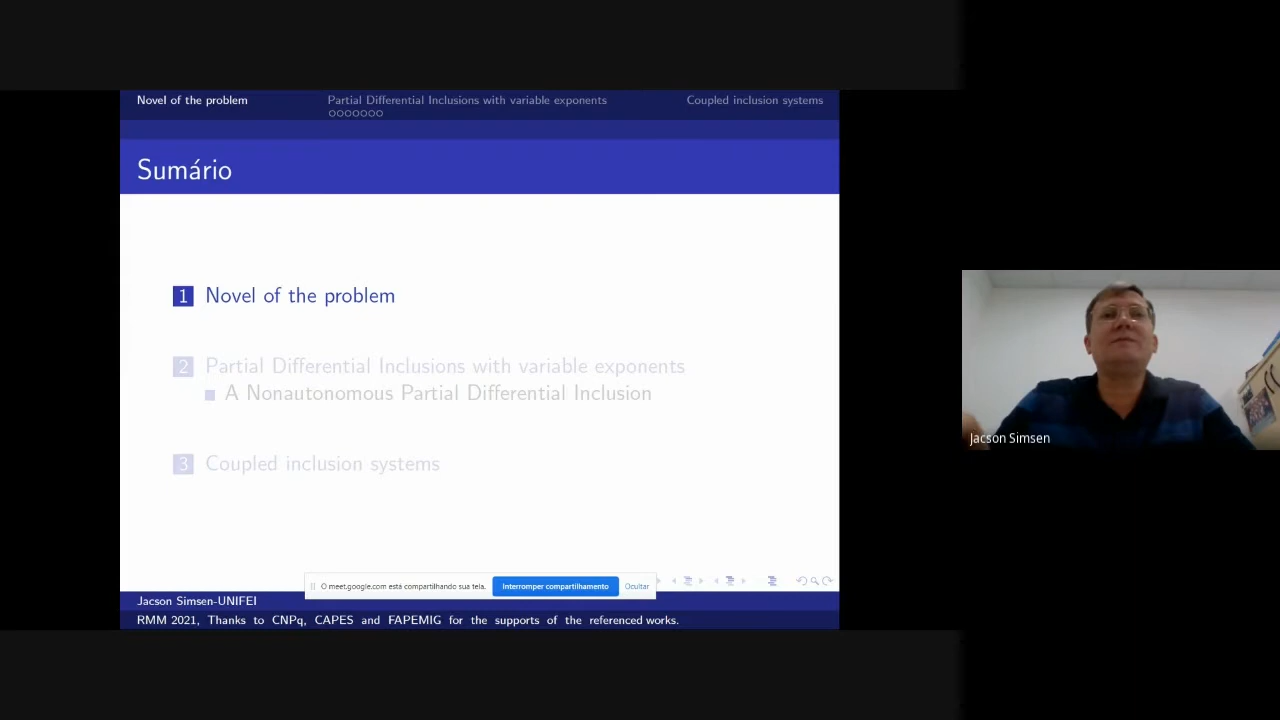 Novel of the problem
Partial Differential Inclusions with variable exponents
Coupled inclusion systems
Sumário
1 Novel of the problem
2 Partial Differential Inclusions with variable exponents
A Nonautonomous Partial Differential Inclusion
3 Coupled inclusion systems
O meet.google.com está compartilhando sua tela. Interromper compartilhamento Ocultar
Jacson Simsen-UNIFEI
RMM 2021, Thanks to CNPq, CAPES and FAPEMIG for the supports of the referenced works.
Jacson Simsen